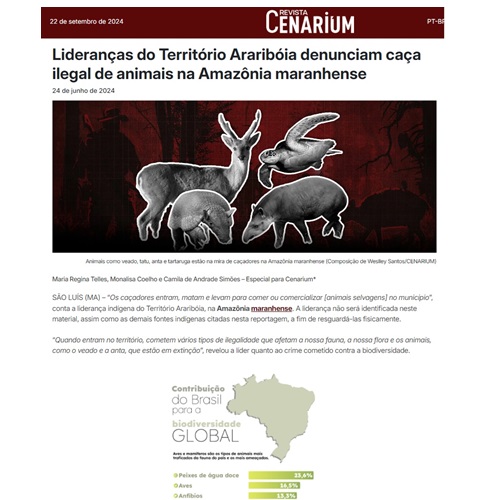 22 de setembro de 2024
REVISTA
CENARIUM
PT-BR
Lideranças do Território Arariboia denunciam caça
ilegal de animais na Amazônia maranhense
24 de junho de 2024
Animais como veado, tatu, anta e tartaruga estão na mira de caçadores na Amazônia maranhense (Composição de Weslley Santos/CENARIUM)
Maria Regina Telles, Monalisa Coelho e Camila de Andrade Simões – Especial para Cenarium*
SÃO LUÍS (MA) – “Os caçadores entram, matam e levam para comer ou comercializar [animais selvagens] no município”,
conta a liderança indígena do Território Arariboia, na Amazônia maranhense. A liderança não será identificada neste
material, assim como as demais fontes indígenas citadas nesta reportagem, a fim de resguardá-las fisicamente.
“Quando entram no território, cometem vários tipos de ilegalidade que afetam a nossa fauna, a nossa flora e os animais,
como o veado e a anta, que estão em extinção”, revelou a líder quanto ao crime cometido contra a biodiversidade.
Contribuição
do Brasil
para a
biodiversidade
GLOBAL
Aves e mamíferos são os tipos de animais mais
traficados da fauna do país e os mais ameaçados.
Peixes de água doce 23,6%
Aves 16,5%
Anfíbios 13,3%